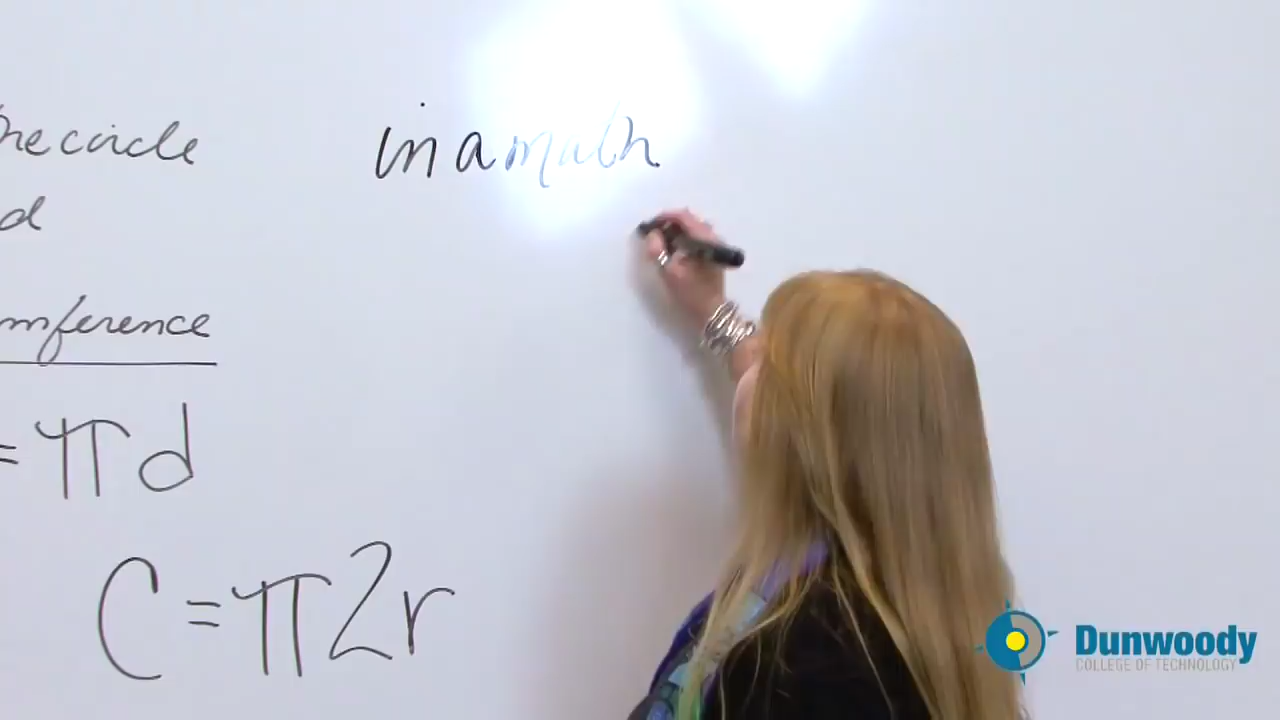 he circle
in a math
d
mference
= πd
C = π2r
Dunwoody
COLLEGE OF TECHNOLOGY